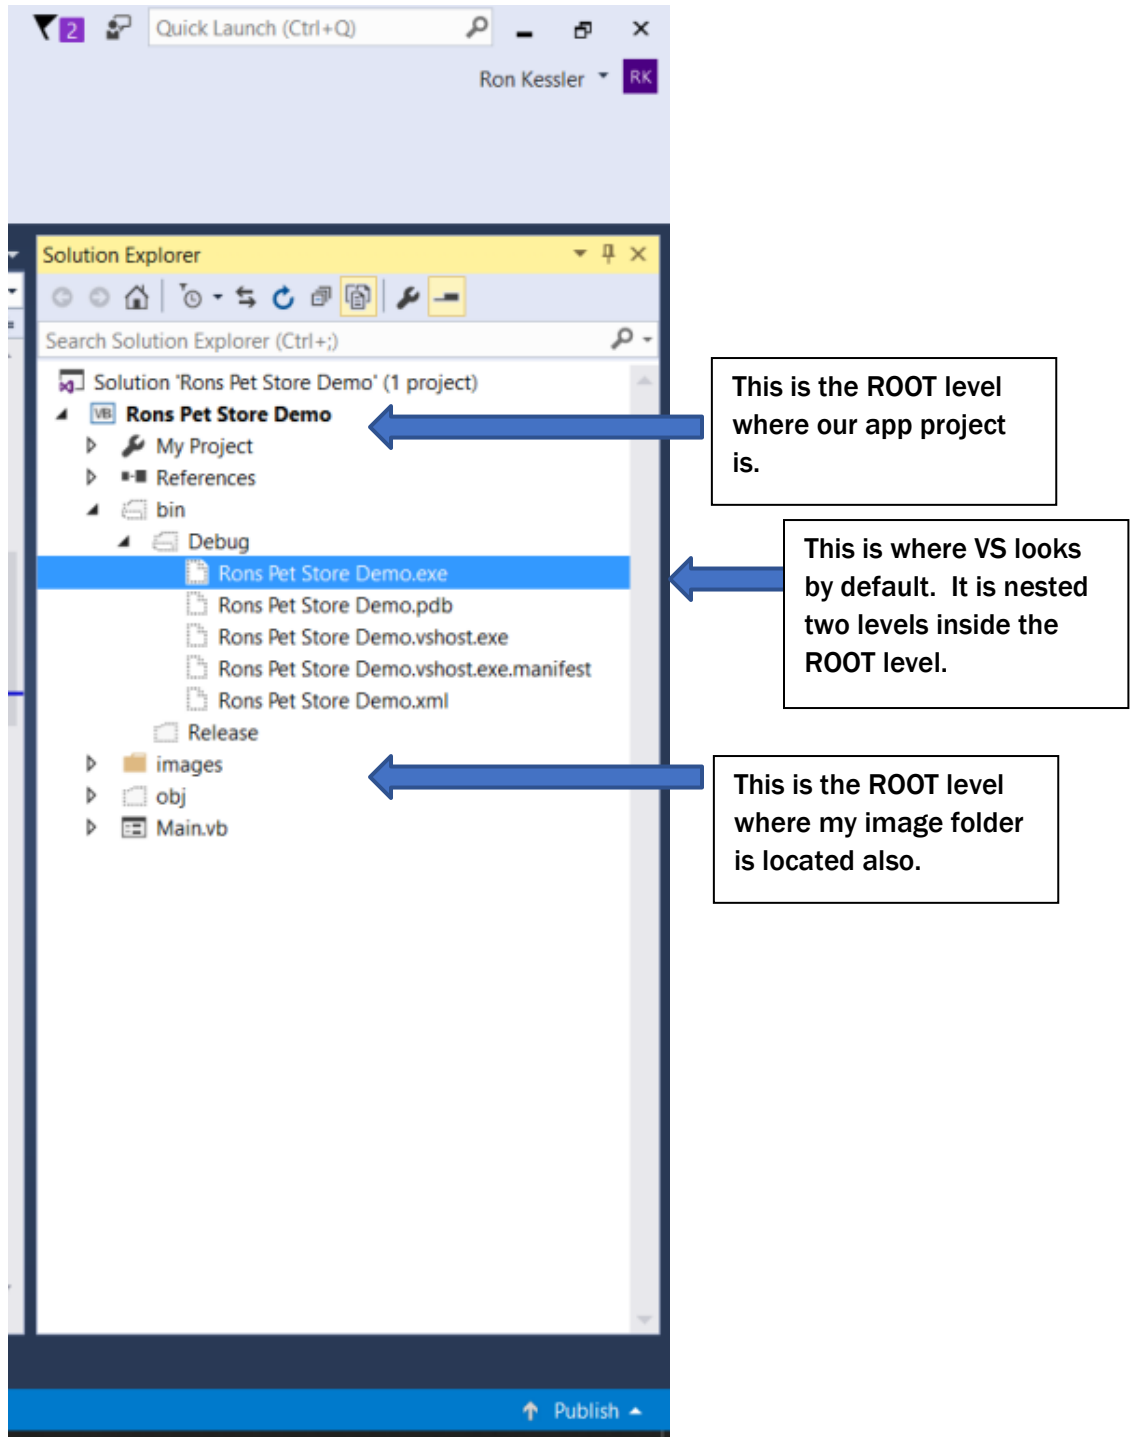 2
Quick Launch (Ctrl+Q)
Ron Kessler
RK
Solution Explorer
Search Solution Explorer (Ctrl+;)
Solution 'Rons Pet Store Demo' (1 project)
VB Rons Pet Store Demo
My Project
References
bin
Debug
Rons Pet Store Demo.exe
Rons Pet Store Demo.pdb
Rons Pet Store Demo.vshost.exe
Rons Pet Store Demo.vshost.exe.manifest
Rons Pet Store Demo.xml
Release
images
obj
Main.vb
This is the ROOT level
where our app project
is.
This is where VS looks
by default.  It is nested
two levels inside the
ROOT level.
This is the ROOT level
where my image folder
is located also.
Publish